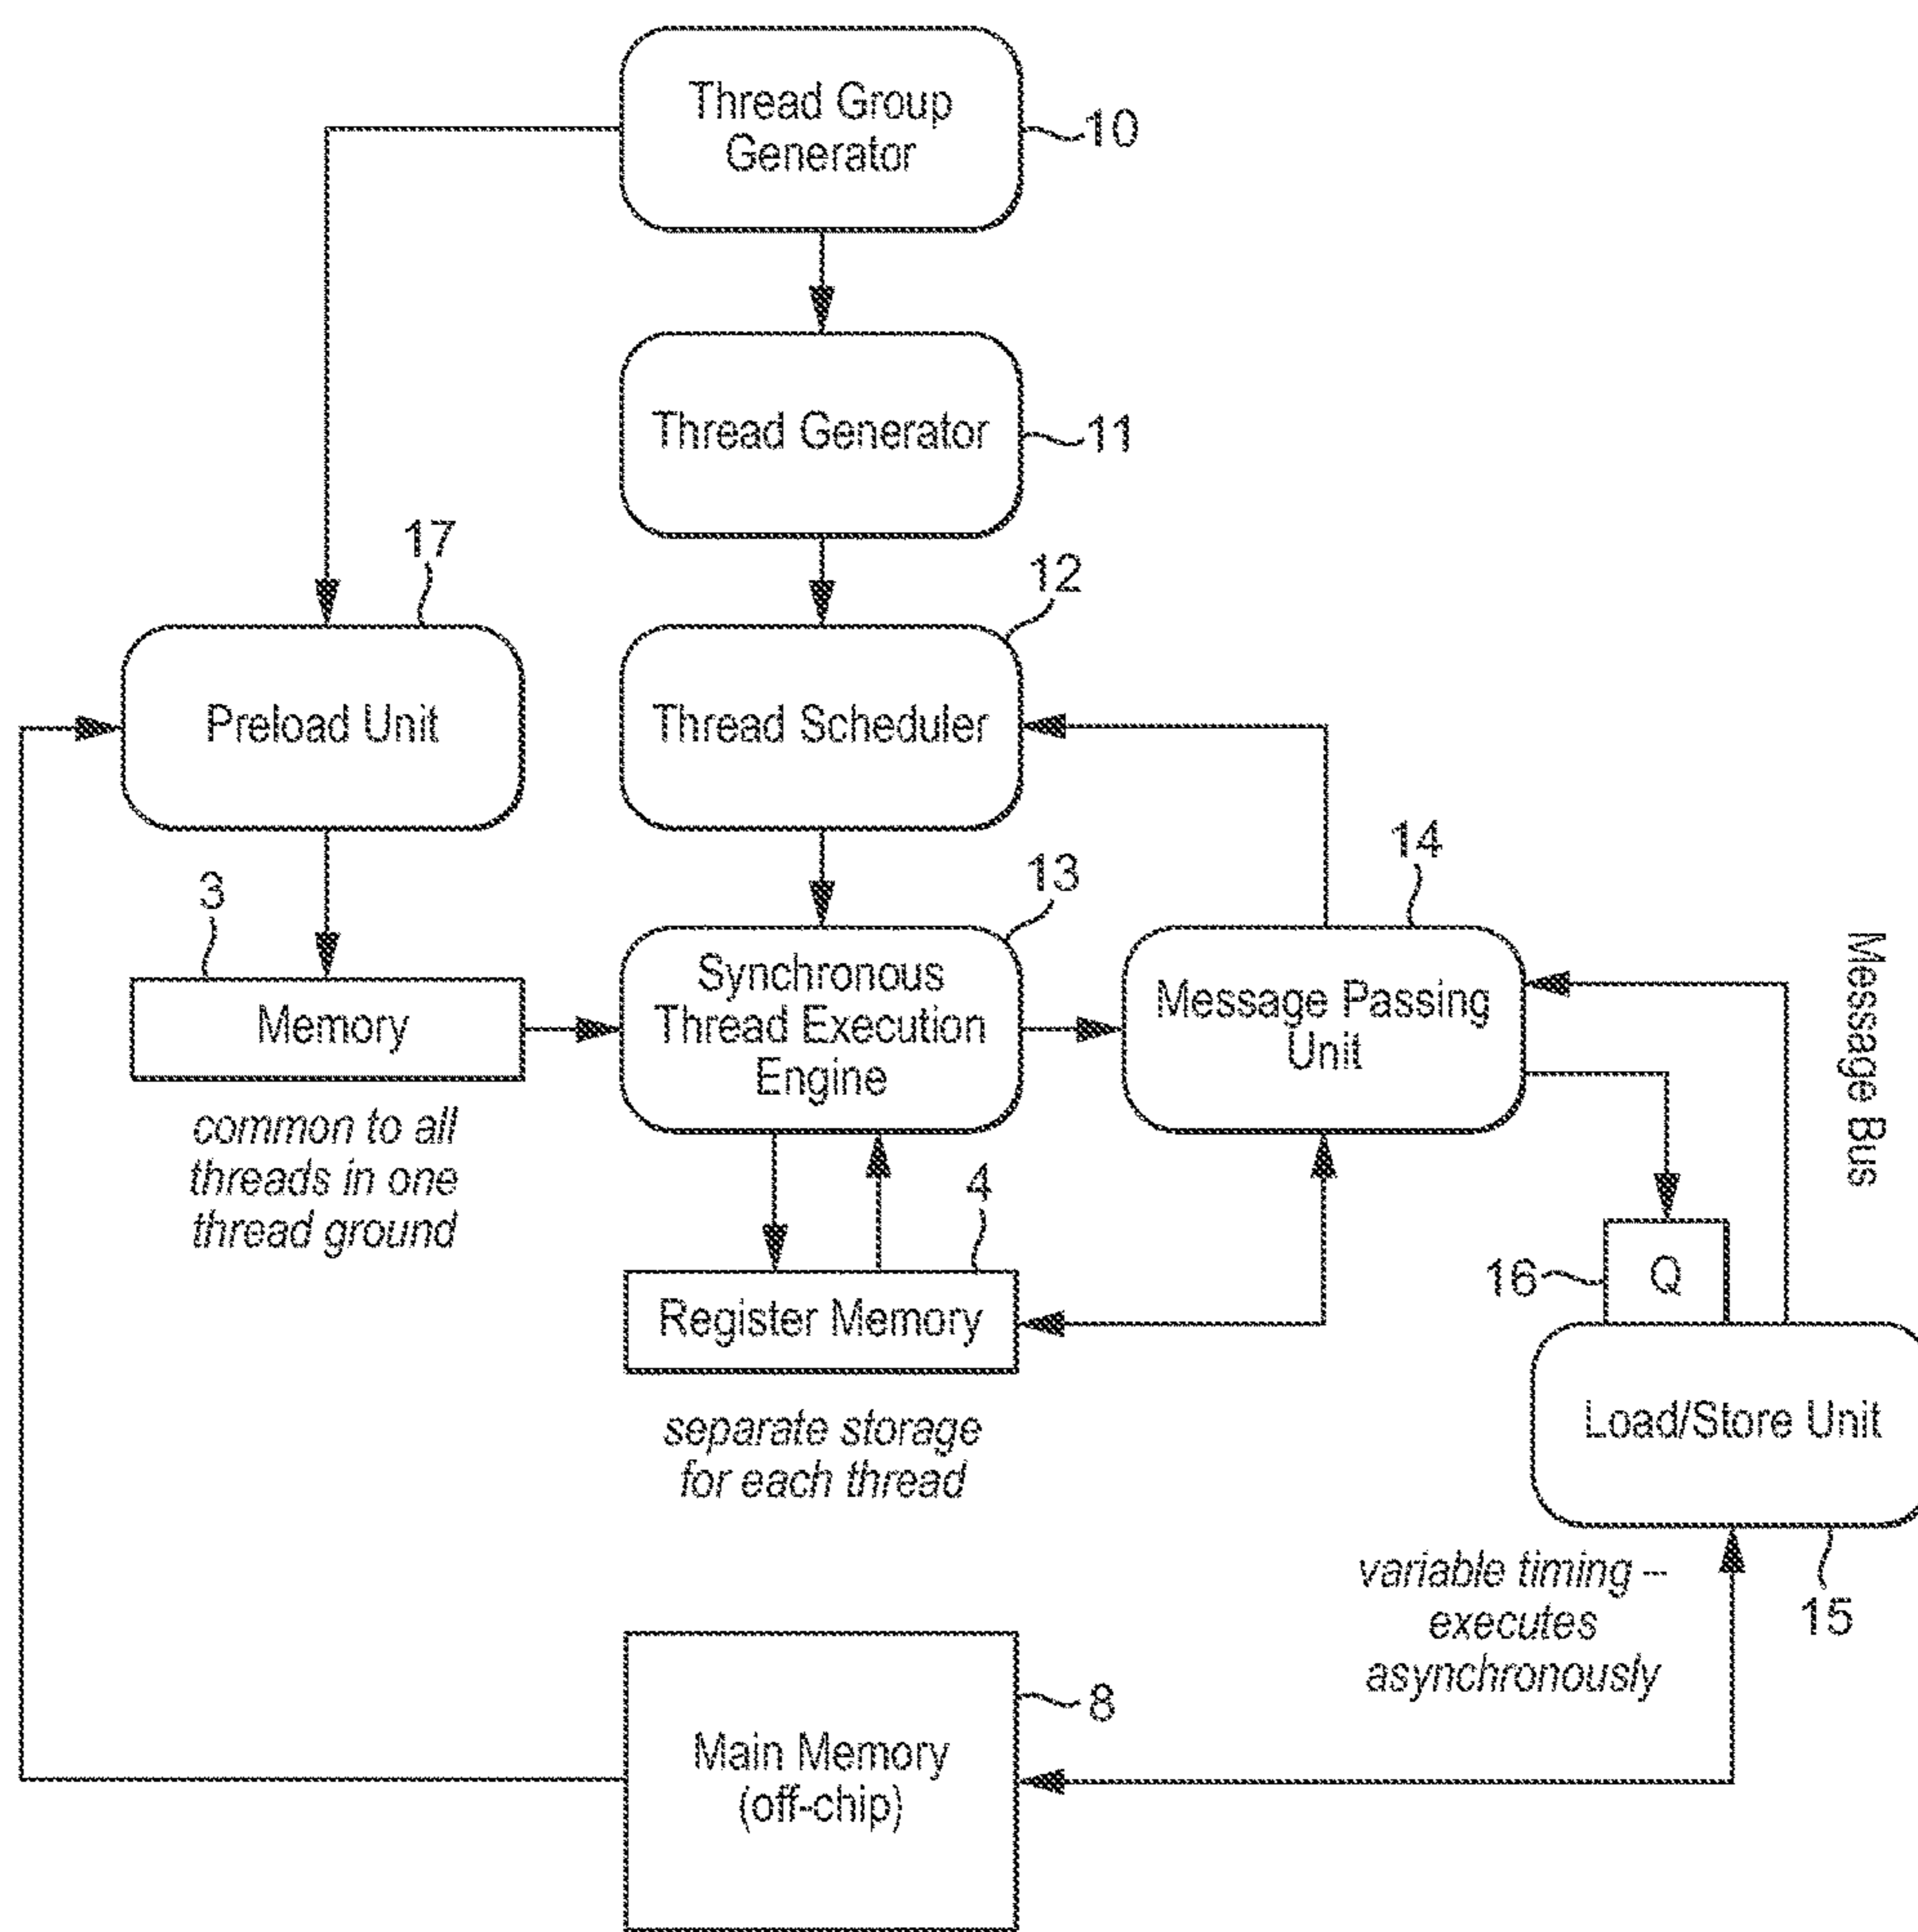 Thread Group
Generator
10
Thread Generator
11
17
12
Preload Unit
Thread Scheduler
14
3
13
Memory
Synchronous
Thread Execution
Engine
Message Passing
Unit
Message Bus
common to all
threads in one
thread ground
4
Register Memory
16
Q
separate storage
for each thread
Load/Store Unit
variable timing --
executes
asynchronously
15
8
Main Memory
(off-chip)